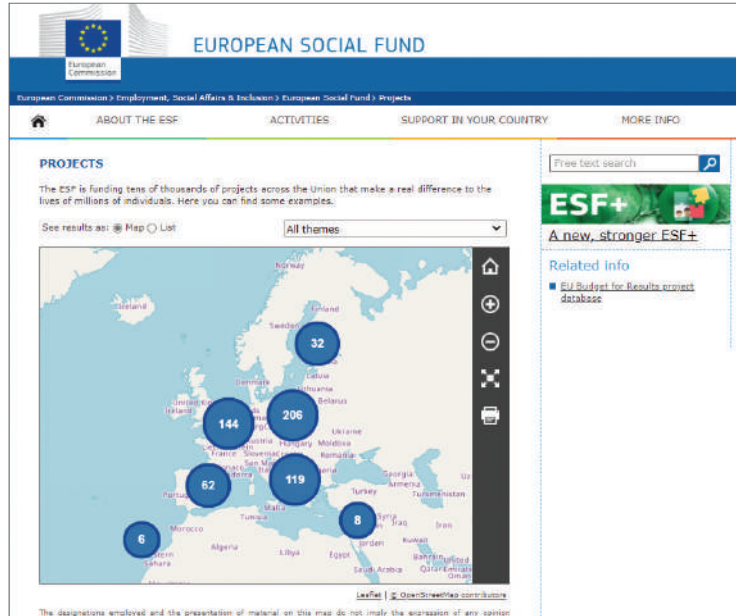 EUROPEAN SOCIAL FUND
European
Commission
European Commission > Employment, Social Affairs & Inclusion > European Social Fund > Projects
ABOUT THE ESF ACTIVITIES SUPPORT IN YOUR COUNTRY MORE INFO
PROJECTS
The ESF is funding tens of thousands of projects across the Union that make a real difference to the
lives of millions of individuals. Here you can find some examples.
See results as: Map List All themes
Free text search
ESF+
A new, stronger ESF+
Related info
EU Budget for Results project
database
Norway
Iceland
Finland
Sweden
32
Latvia
Denmark
Lithuania
Belarus
Ireland
144
206
Ukraine
France Slovenia Hungary Moldova
Romania
62
119
Georgia
Armenia
Turkey Turkmenistan
Malta
Tunisia
8
Syria
Iraq Iran
6
Morocco
Jordan Kuwait
Algeria Libya Egypt
Sahara
Bahrain United
Saudi Arabia Qatar Emirates
Oman
Leaflet | © OpenStreetMap contributors
The designations employed and the presentation of material on this map do not imply the expression of any opinion